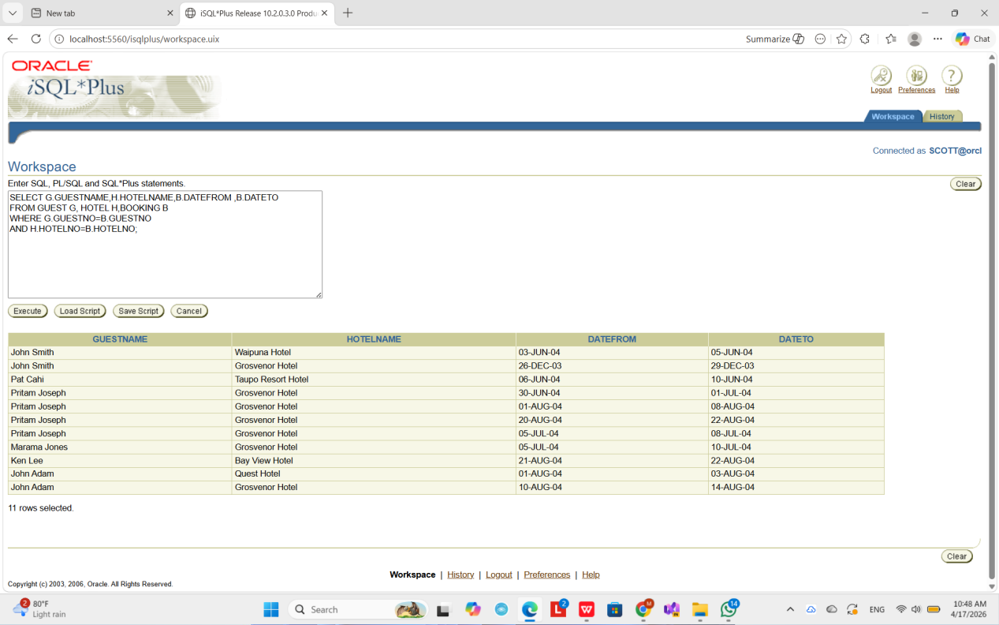 New tab
iSQL*Plus Release 10.2.0.3.0 Produ
localhost:5560/isqlplus/workspace.uix
Summarize
Chat
ORACLE
iSQL*Plus
Logout
Preferences
Help
Workspace
History
Connected as SCOTT@orcl
Workspace
Enter SQL, PL/SQL and SQL*Plus statements.
Clear
SELECT G.GUESTNAME,H.HOTELNAME,B.DATEFROM ,B.DATETO
FROM GUEST G, HOTEL H,BOOKING B
WHERE G.GUESTNO=B.GUESTNO
AND H.HOTELNO=B.HOTELNO;
Execute Load Script Save Script Cancel
GUESTNAME HOTELNAME DATEFROM DATETO
John Smith Waipuna Hotel 03-JUN-04 05-JUN-04
John Smith Grosvenor Hotel 26-DEC-03 29-DEC-03
Pat Cahi Taupo Resort Hotel 06-JUN-04 10-JUN-04
Pritam Joseph Grosvenor Hotel 30-JUN-04 01-JUL-04
Pritam Joseph Grosvenor Hotel 01-AUG-04 08-AUG-04
Pritam Joseph Grosvenor Hotel 20-AUG-04 22-AUG-04
Pritam Joseph Grosvenor Hotel 05-JUL-04 08-JUL-04
Marama Jones Grosvenor Hotel 05-JUL-04 10-JUL-04
Ken Lee Bay View Hotel 21-AUG-04 22-AUG-04
John Adam Quest Hotel 01-AUG-04 03-AUG-04
John Adam Grosvenor Hotel 10-AUG-04 14-AUG-04
11 rows selected.
Clear
Workspace | History | Logout | Preferences | Help
Copyright (c) 2003, 2006, Oracle. All Rights Reserved.
2
80°F
Light rain
Search
L
2
W
M
14
ENG
10:48 AM
4/17/2026